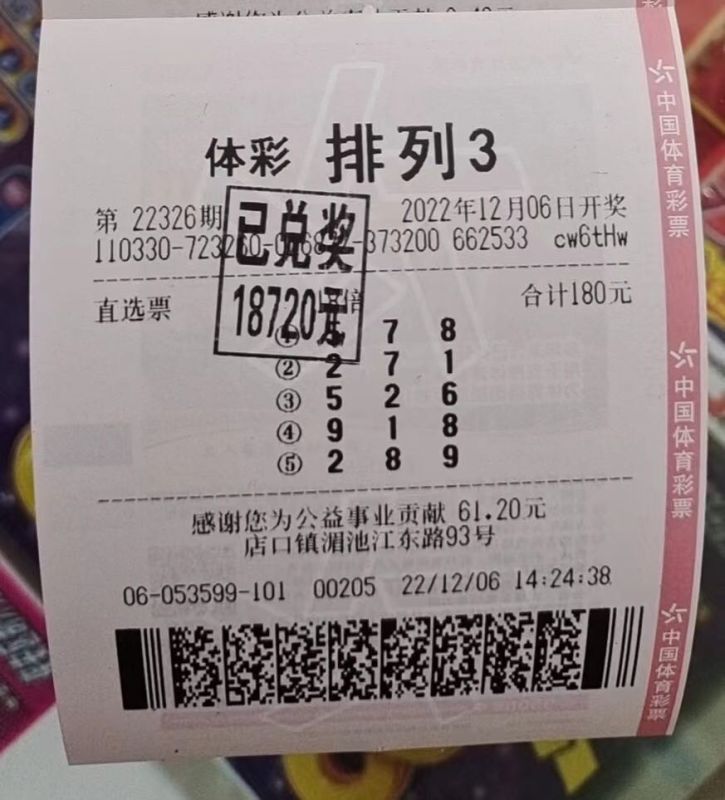 体彩 排列3
第 22326期
2022年12月06日开奖
已兑奖
18720元
373200 662533 cw6tHw
直选票
倍
合计180元
① 7 8
② 2 7 1
③ 5 2 6
④ 9 1 8
⑤ 2 8 9
感谢您为公益事业贡献 61.20元
店口镇湄池江东路93号
06-053599-101 00205 22/12/06 14:24:38
中国体育彩票
中国体育彩票
中国体育彩票